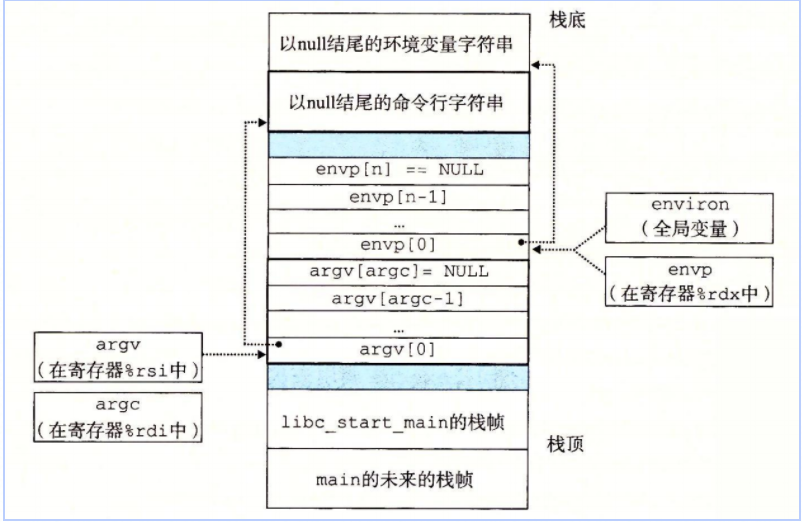 栈底
以null结尾的环境变量字符串
以null结尾的命令行字符串
envp[n] == NULL
envp[n-1]
…
envp[0]
argv[argc]= NULL
argv[argc-1]
…
argv[0]
environ
(全局变量)
envp
(在寄存器%rdx中)
argv
(在寄存器%rsi中)
argc
(在寄存器%rdi中)
libc_start_main的栈帧
栈顶
main的未来的栈帧